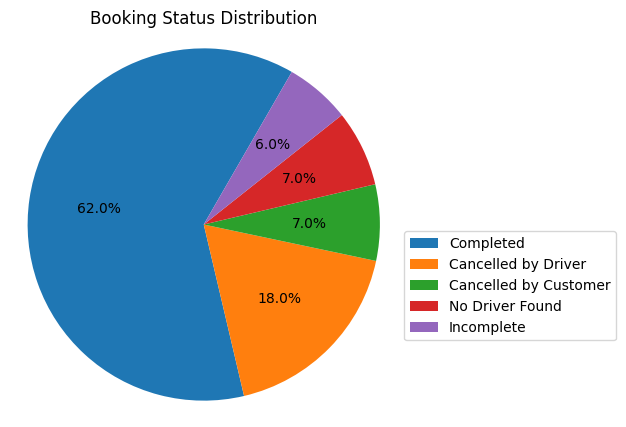 Booking Status Distribution
6.0%
7.0%
62.0%
7.0%
18.0%
Completed
Cancelled by Driver
Cancelled by Customer
No Driver Found
Incomplete